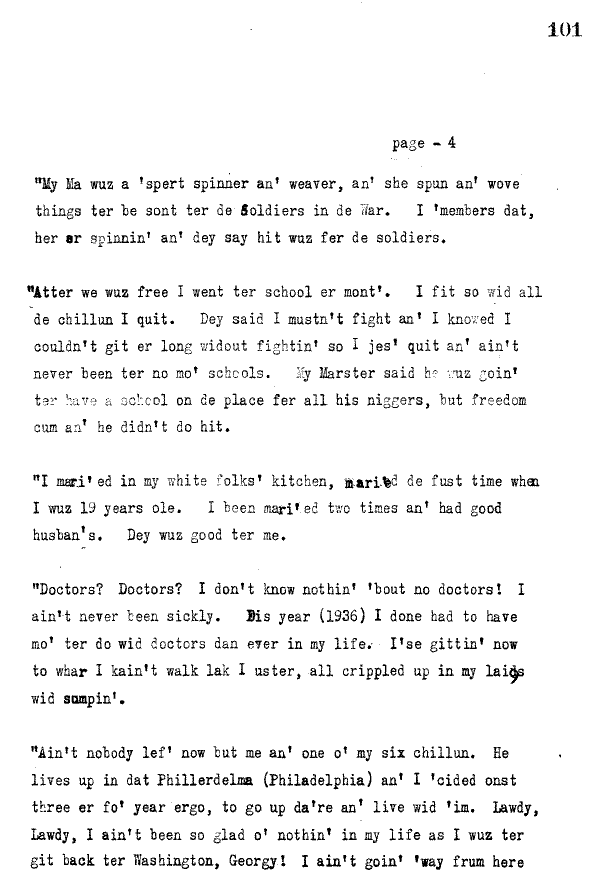 101
page - 4
"My Ma wuz a 'spert spinner an' weaver, an' she spun an' wove
things ter be sont ter de Soldiers in de War. I 'members dat,
her er spinnin' an' dey say hit wuz fer de soldiers.
"Atter we wuz free I went ter school er mont'. I fit so wid all
de chillun I quit. Dey said I mustn't fight an' I knowed I
couldn't git er long widout fightin' so I jes' quit an' ain't
never been ter no mo' schools. My Marster said he wuz goin'
ter have a school on de place fer all his niggers, but freedom
cum an' he didn't do hit.
"I mari'ed in my white folks' kitchen, mari'ed de fust time when
I wuz 19 years ole. I been mari'ed two times an' had good
husban's. Dey wuz good ter me.
"Doctors? Doctors? I don't know nothin' 'bout no doctors! I
ain't never been sickly. Dis year (1936) I done had to have
mo' ter do wid doctors dan ever in my life. I'se gittin' now
to whar I kain't walk lak I uster, all crippled up in my laigs
wid sumpin'.
"Ain't nobody lef' now but me an' one o' my six chillun. He
lives up in dat Phillerdelma (Philadelphia) an' I 'cided onst
three er fo' year ergo, to go up da're an' live wid 'im. Lawdy,
Lawdy, I ain't been so glad o' nothin' in my life as I wuz ter
git back ter Washington, Georgy! I ain't goin' 'way frum here